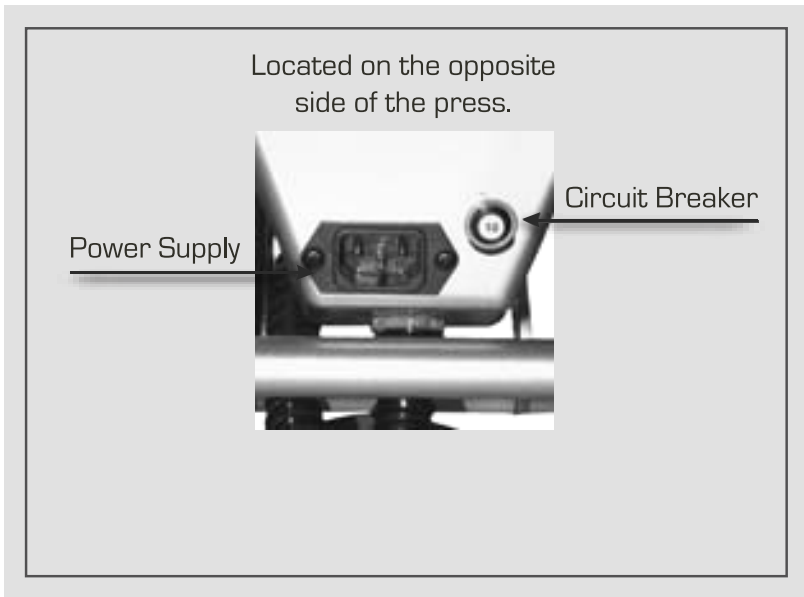 Located on the opposite
side of the press.
Circuit Breaker
Power Supply